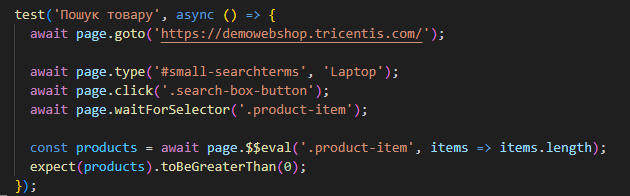 test('Пошук товару', async () => {
  await page.goto('https://demowebshop.tricentis.com/');

  await page.type('#small-searchterms', 'Laptop');
  await page.click('.search-box-button');
  await page.waitForSelector('.product-item');

  const products = await page.$$eval('.product-item', items => items.length);
  expect(products).toBeGreaterThan(0);
});